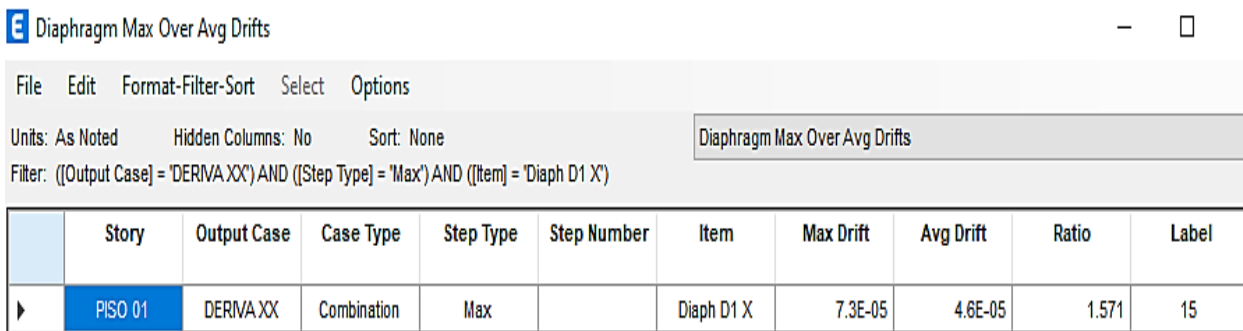 E Diaphragm Max Over Avg Drifts
File Edit Format-Filter-Sort Select Options
Units: As Noted Hidden Columns: No Sort: None Diaphragm Max Over Avg Drifts
Filter: ([Output Case] = 'DERIVA XX') AND ([Step Type] = 'Max') AND ([Item] = 'Diaph D1 X')
Story Output Case Case Type Step Type Step Number Item Max Drift Avg Drift Ratio Label
PISO 01 DERIVA XX Combination Max Diaph D1 X 7.3E-05 4.6E-05 1.571 15